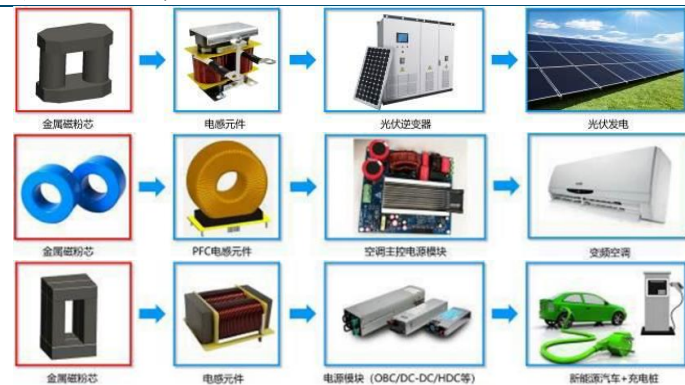 金属磁粉芯
电感元件
光伏逆变器
光伏发电
金属磁粉芯
PFC电感元件
空调主控电源模块
变频空调
金属磁粉芯
电感元件
电源模块（OBC/DC-DC/HDC等）
新能源汽车+充电桩